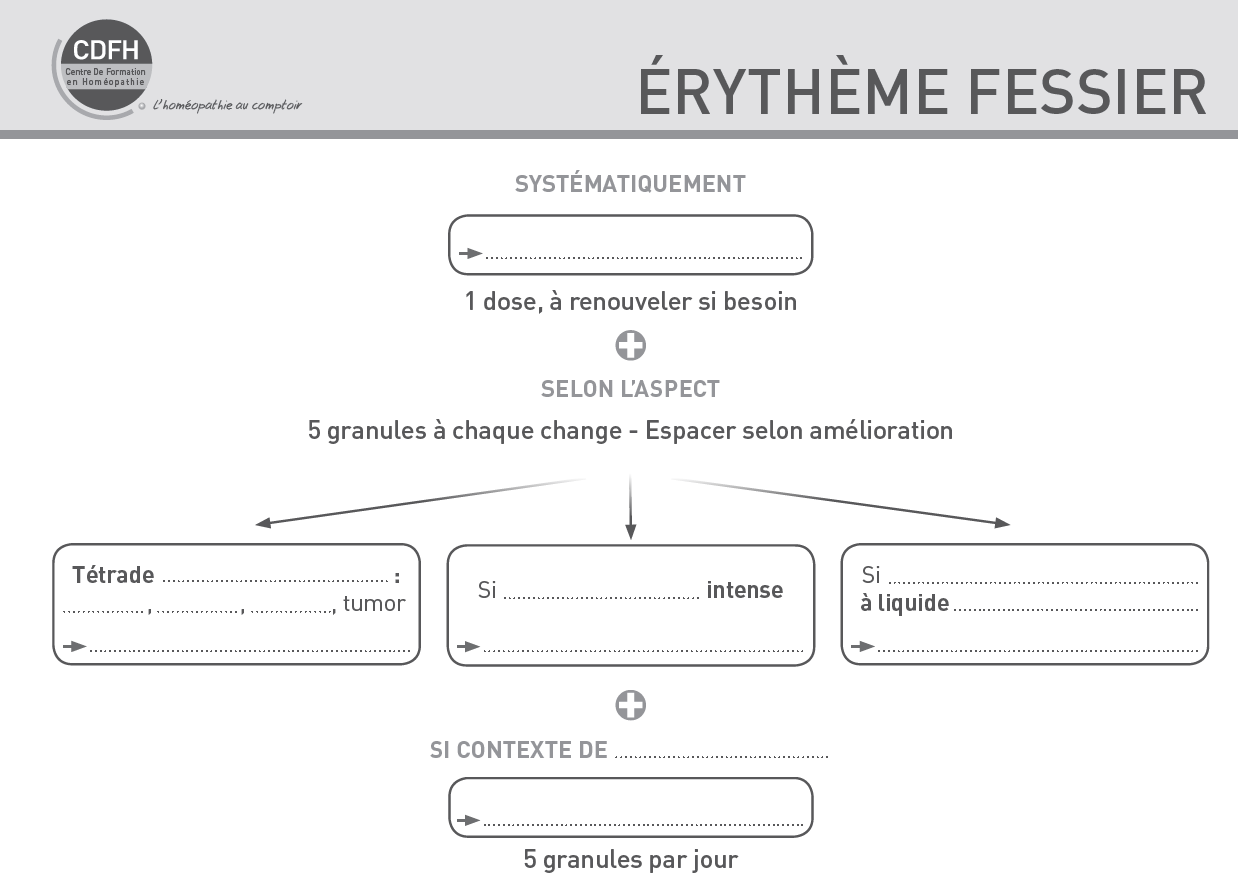 CDFH
Centre De Formation
en Homéopathie
L'homéopathie au comptoir
ÉRYTHÈME FESSIER
SYSTÉMATIQUEMENT
1 dose, à renouveler si besoin
SELON L'ASPECT
5 granules à chaque change - Espacer selon amélioration
Tétrade ........................................ :
.............., .............., .............., tumor
Si .................................. intense
Si ......................................................
à liquide ..........................................
SI CONTEXTE DE ......................................
5 granules par jour